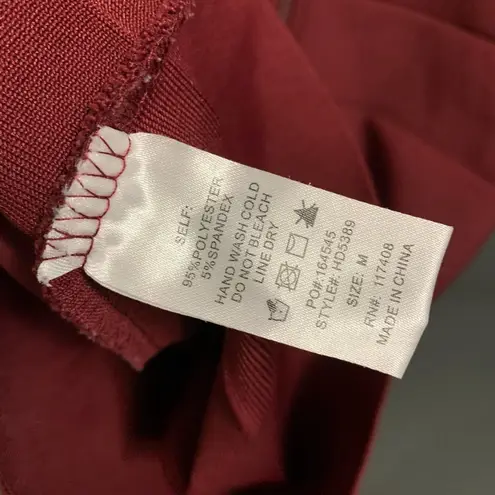 SELF:
95%POLYESTER
5%SPANDEX
HAND WASH COLD
DO NOT BLEACH
LINE DRY
PO#:164545
STYLE#: HD5389
SIZE: M
RN#: 117408
MADE IN CHINA